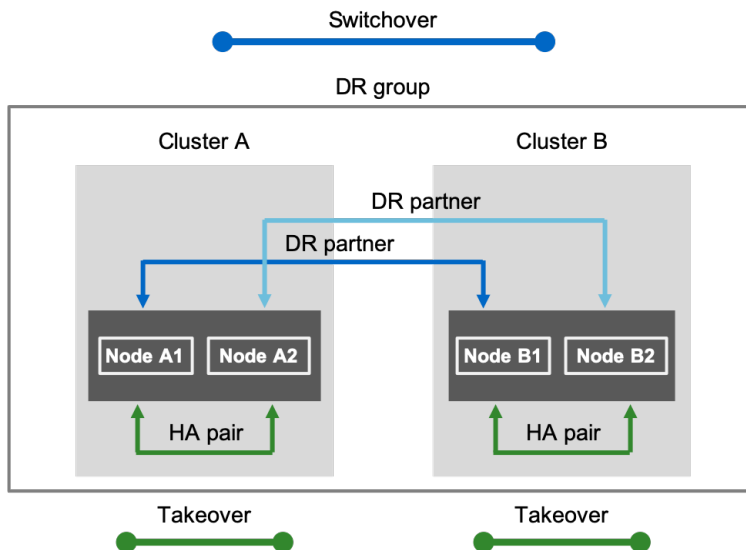 Switchover
DR group
Cluster A
Cluster B
DR partner
DR partner
Node A1
Node A2
Node B1
Node B2
HA pair
HA pair
Takeover
Takeover